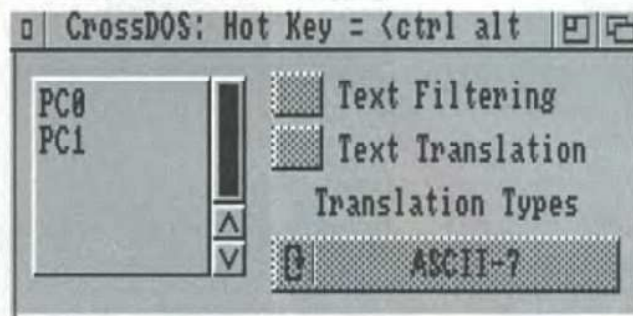 CrossDOS: Hot Key = <ctrl alt
PC0
PC1
Text Filtering
Text Translation
Translation Types
ASCII-7